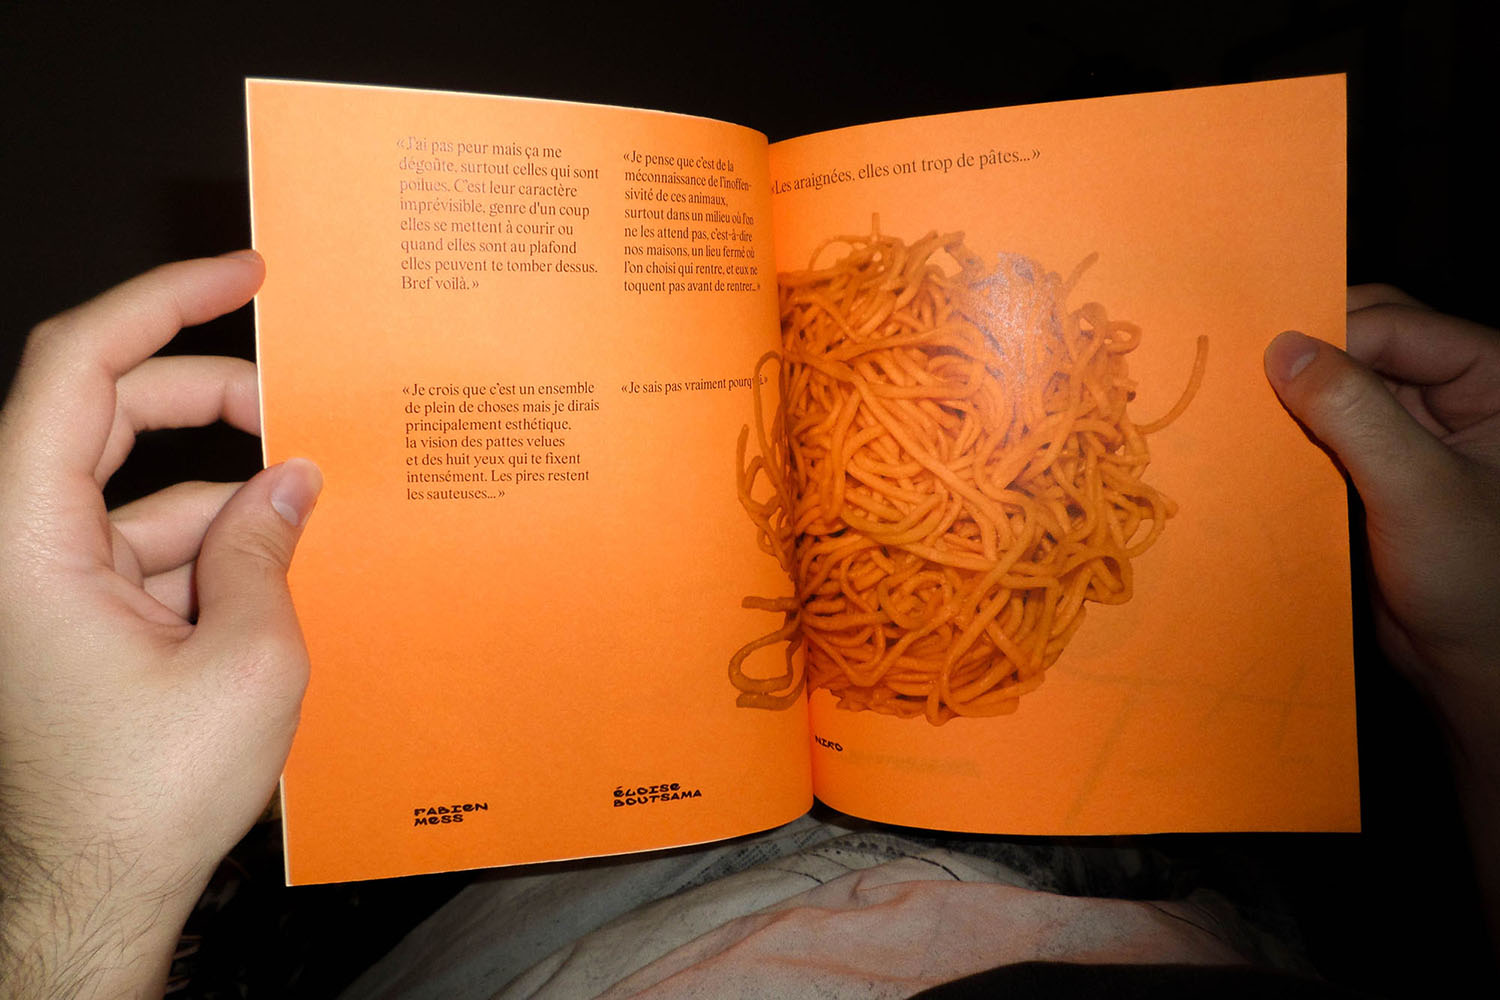 «J'ai pas peur mais ça me
dégoûte, surtout celles qui sont
poilues. C'est leur caractère
imprévisible, genre d'un coup
elles se mettent à courir ou
quand elles sont au plafond
elles peuvent te tomber dessus.
Bref voilà.»
«Je pense que c'est de la
méconnaissance de l'inoffen-
sivité de ces animaux,
surtout dans un milieu où l'on
ne les attend pas, c'est-à-dire
nos maisons, un lieu fermé où
l'on choisi qui rentre, et eux ne
toquent pas avant de rentrer...»
«Je crois que c'est un ensemble
de plein de choses mais je dirais
principalement esthétique,
la vision des pattes velues
et des huit yeux qui te fixent
intensément. Les pires restent
les sauteuses...»
«Je sais pas vraiment pourquoi.»
FABIEN
MESS
ÉLOISE
BOUTSAMA
«Les araignées, elles ont trop de pâtes...»
NIKO